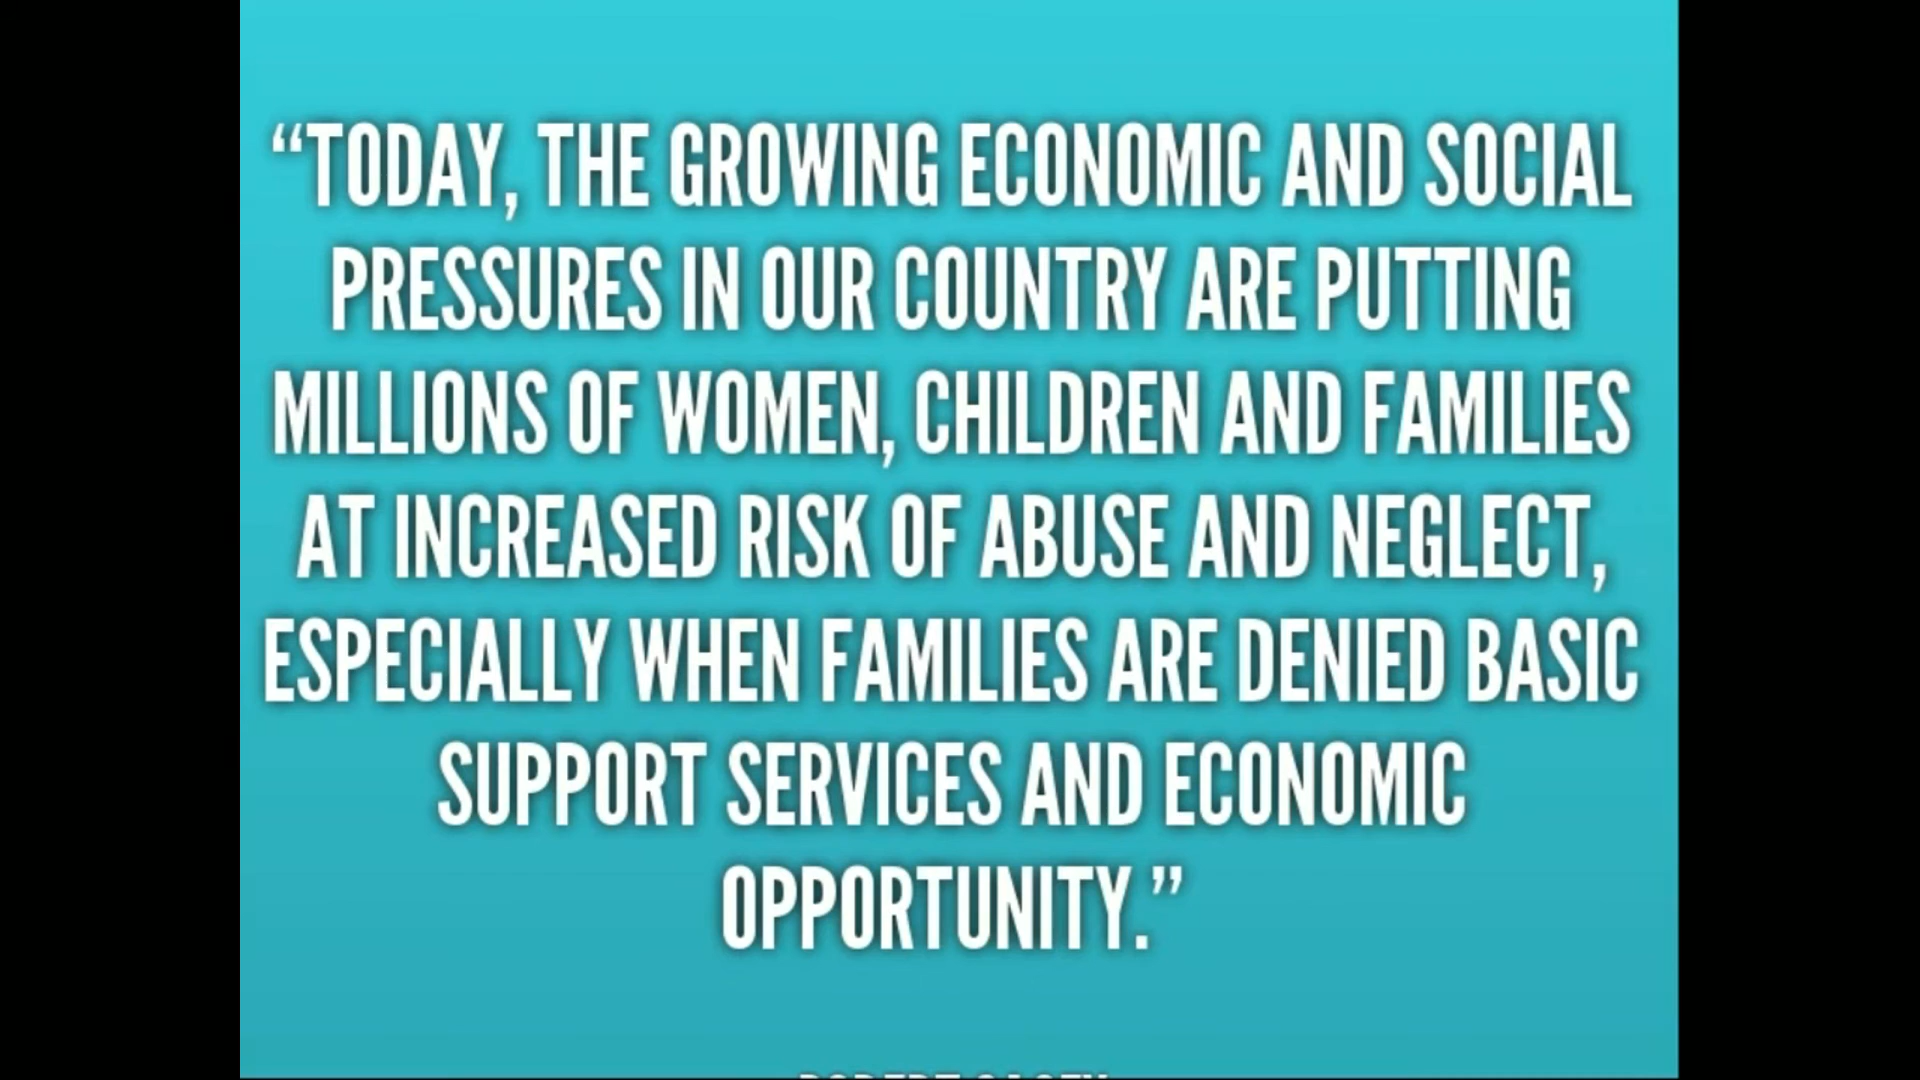 “TODAY, THE GROWING ECONOMIC AND SOCIAL
PRESSURES IN OUR COUNTRY ARE PUTTING
MILLIONS OF WOMEN, CHILDREN AND FAMILIES
AT INCREASED RISK OF ABUSE AND NEGLECT,
ESPECIALLY WHEN FAMILIES ARE DENIED BASIC
SUPPORT SERVICES AND ECONOMIC
OPPORTUNITY.”